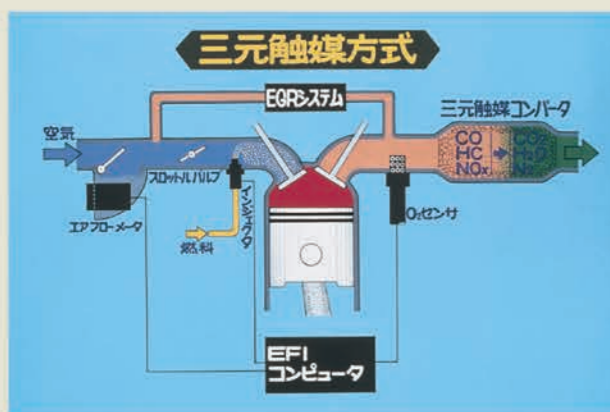 三元触媒方式
EGRシステム
三元触媒コンバータ
空気
CO
HC
NOx
CO2
H2O
N2
スロットルバルブ
インジェクタ
O2センサ
エアフローメータ
燃料
EFI
コンピュータ